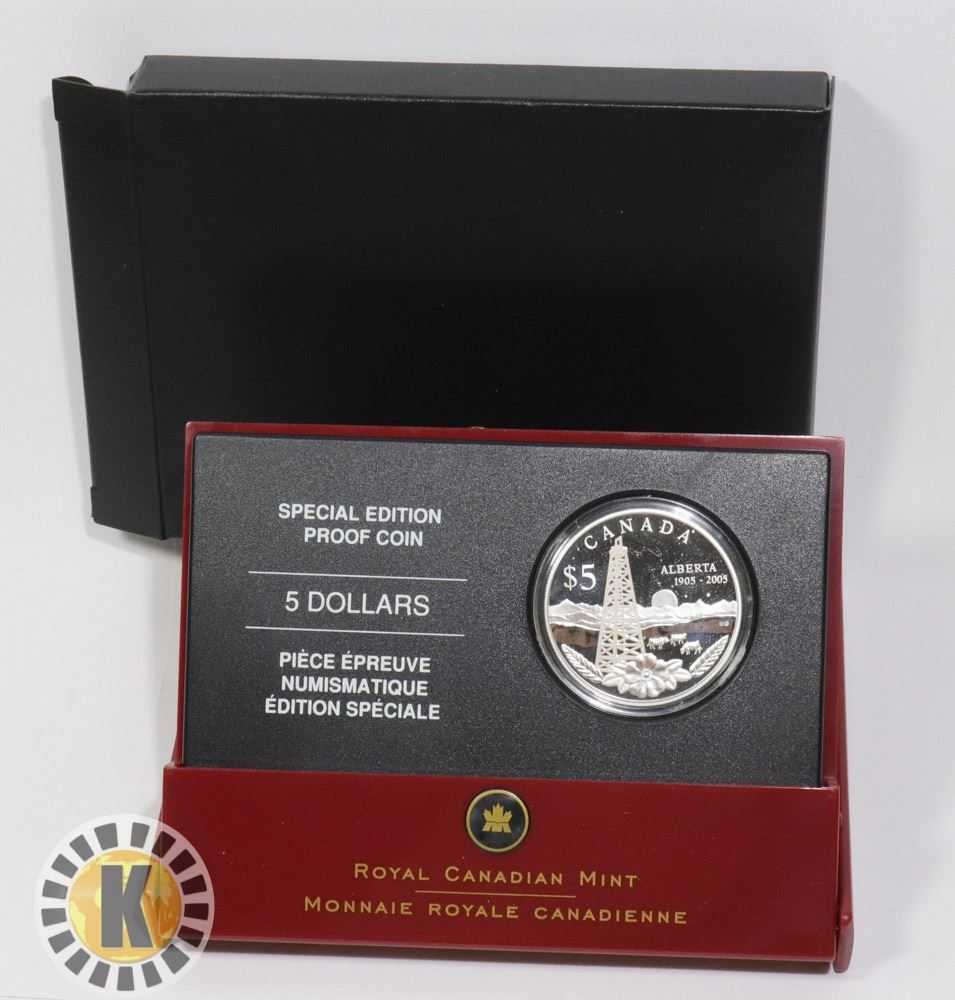 SPECIAL EDITION
PROOF COIN
5 DOLLARS
PIÈCE ÉPREUVE
NUMISMATIQUE
ÉDITION SPÉCIALE
CANADA
$5
ALBERTA
1905 - 2005
ROYAL CANADIAN MINT
MONNAIE ROYALE CANADIENNE
K